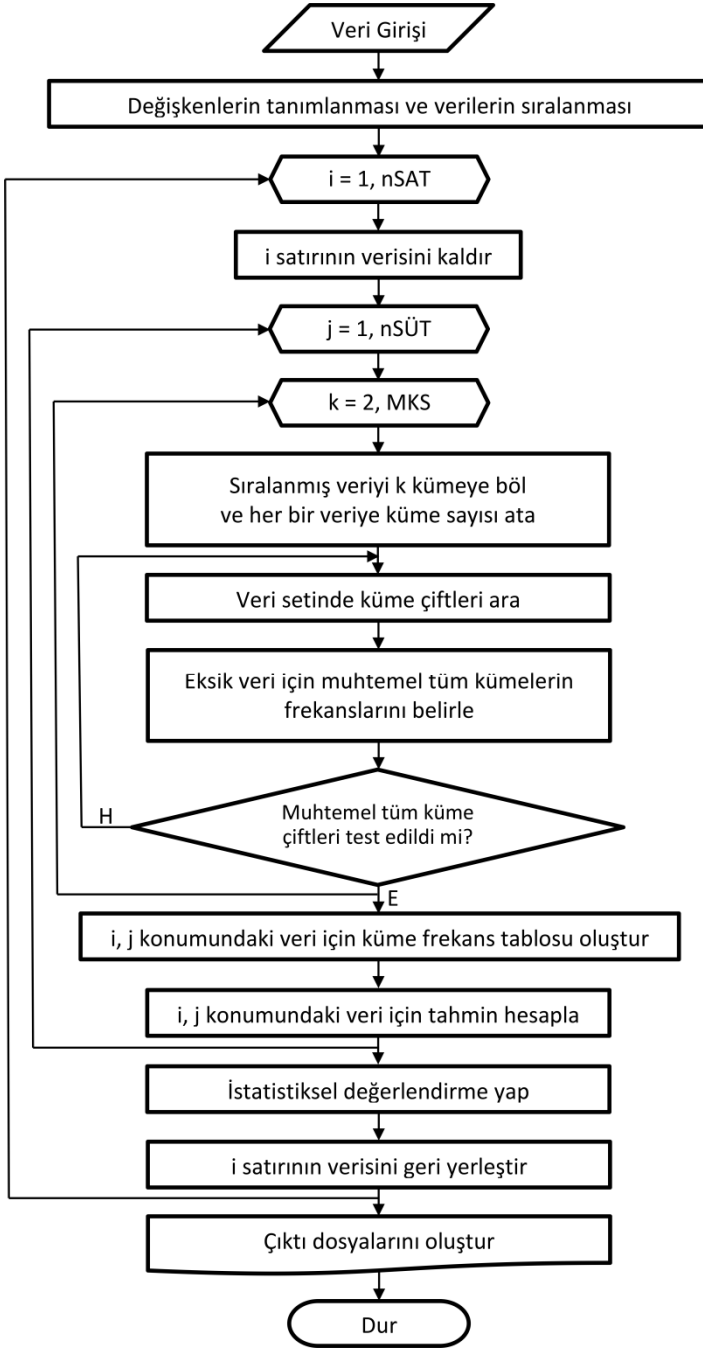 Veri Girişi
Değişkenlerin tanımlanması ve verilerin sıralanması
i = 1, nSAT
i satırının verisini kaldır
j = 1, nSÜT
k = 2, MKS
Sıralanmış veriyi k kümeye böl
ve her bir veriye küme sayısı ata
Veri setinde küme çiftleri ara
Eksik veri için muhtemel tüm kümelerin
frekanslarını belirle
Muhtemel tüm küme
çiftleri test edildi mi?
H
E
i, j konumundaki veri için küme frekans tablosu oluştur
i, j konumundaki veri için tahmin hesapla
İstatistiksel değerlendirme yap
i satırının verisini geri yerleştir
Çıktı dosyalarını oluştur
Dur